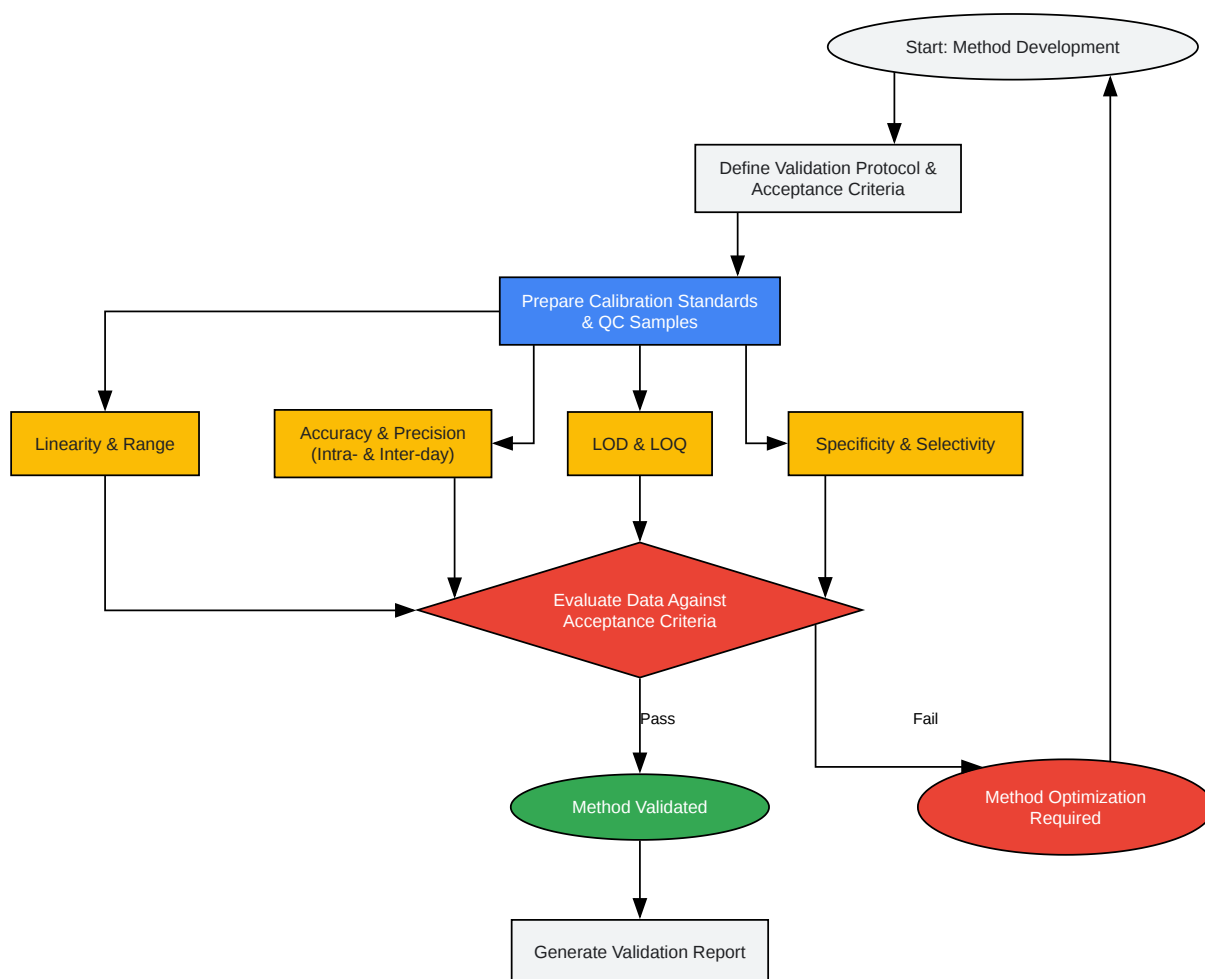 Start: Method Development
Define Validation Protocol &
Acceptance Criteria
Prepare Calibration Standards
& QC Samples
Linearity & Range
Accuracy & Precision
(Intra- & Inter-day)
LOD & LOQ
Specificity & Selectivity
Evaluate Data Against
Acceptance Criteria
Pass
Fail
Method Validated
Method Optimization
Required
Generate Validation Report